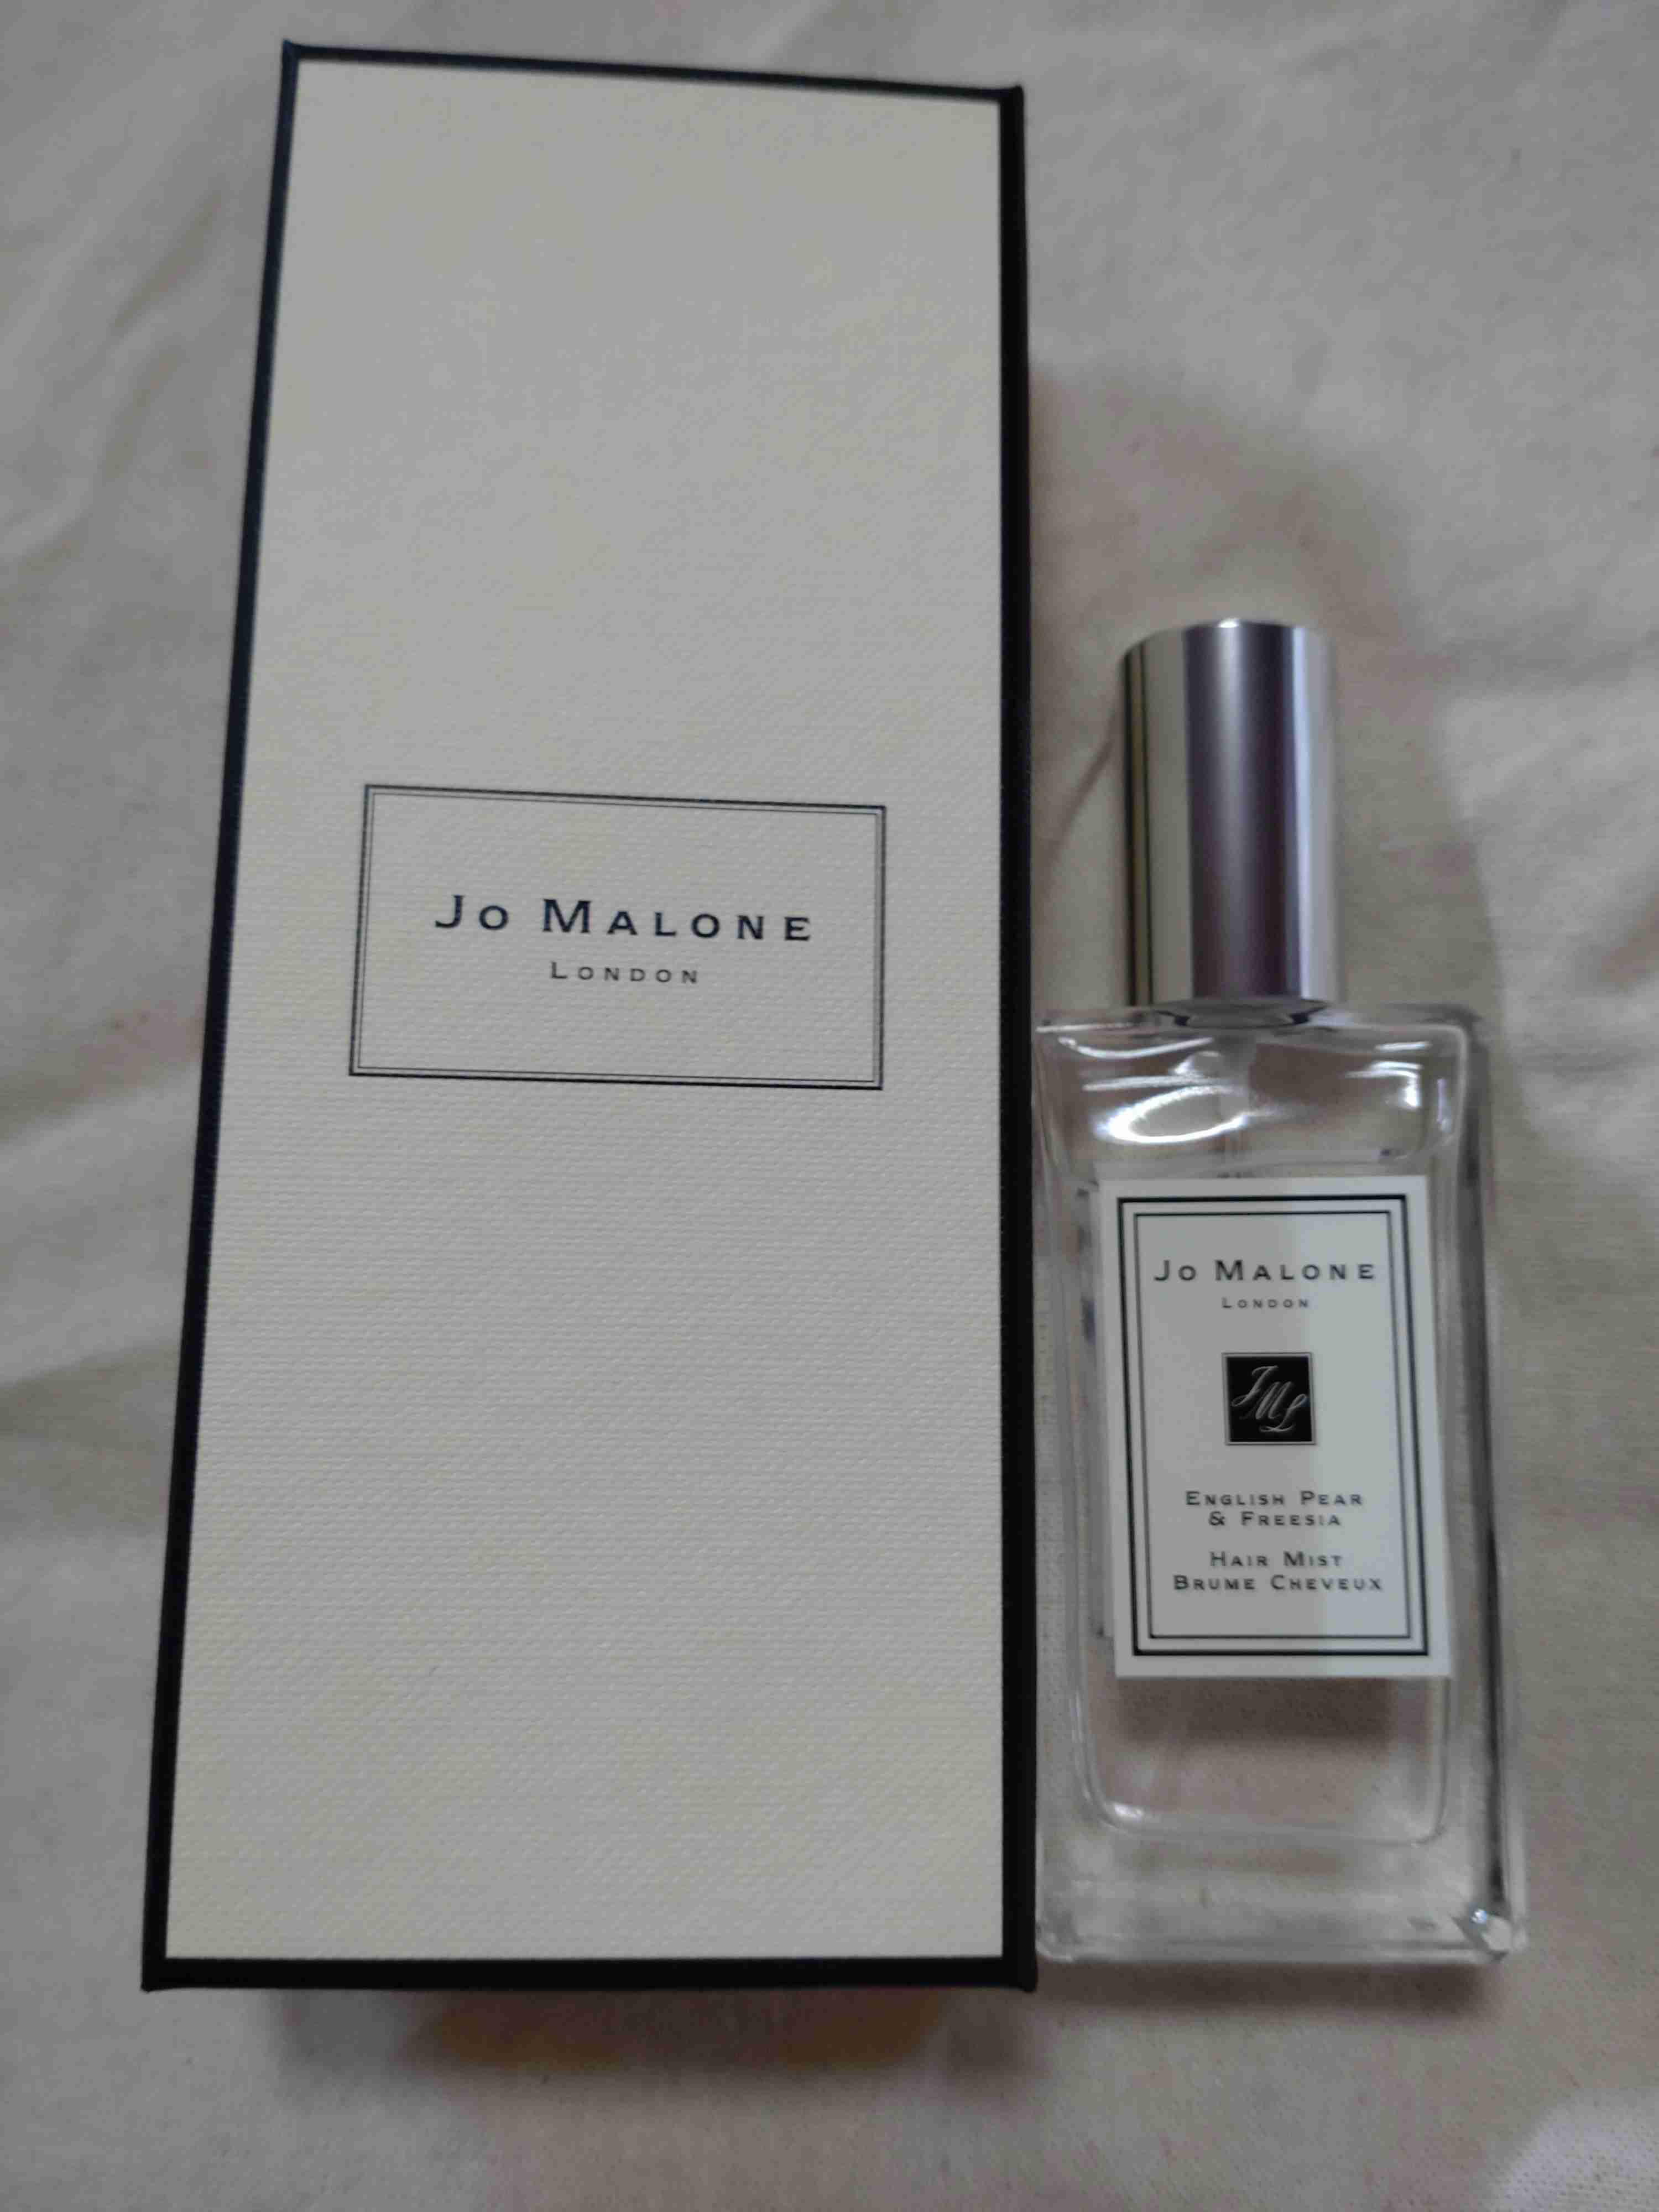 JO MALONE
LONDON
JO MALONE
LONDON
JML
ENGLISH PEAR
& FREESIA
HAIR MIST
BRUME CHEVEUX